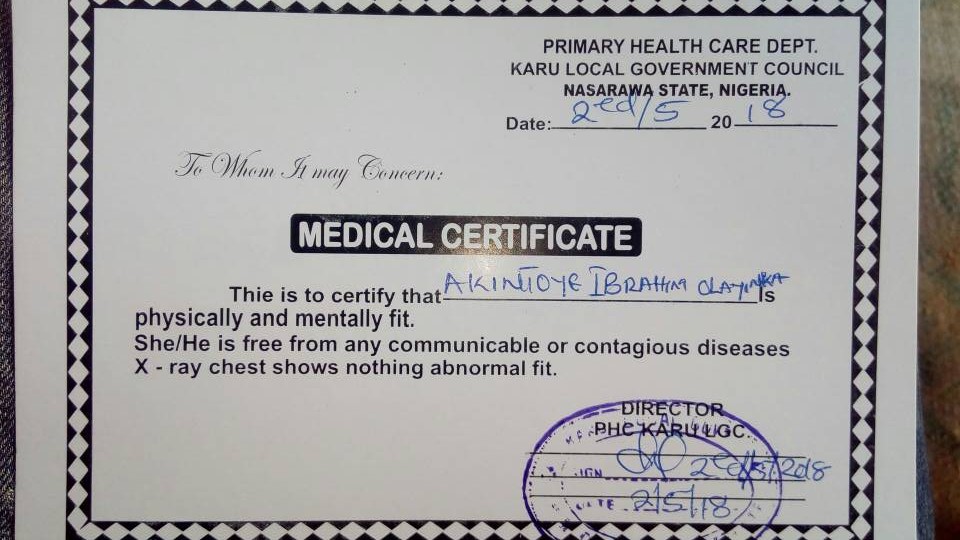 PRIMARY HEALTH CARE DEPT.
KARU LOCAL GOVERNMENT COUNCIL
NASARAWA STATE, NIGERIA.
Date: 2ed/5 20 18
To Whom It may Concern:
MEDICAL CERTIFICATE
Thie is to certify that AKINTOYE IBRAHIM OLAYINKA Is
physically and mentally fit.
She/He is free from any communicable or contagious diseases
X - ray chest shows nothing abnormal fit.
DIRECTOR
PHC KARU LGC
SIGN 2ed/5/2018
DATE 2/5/18